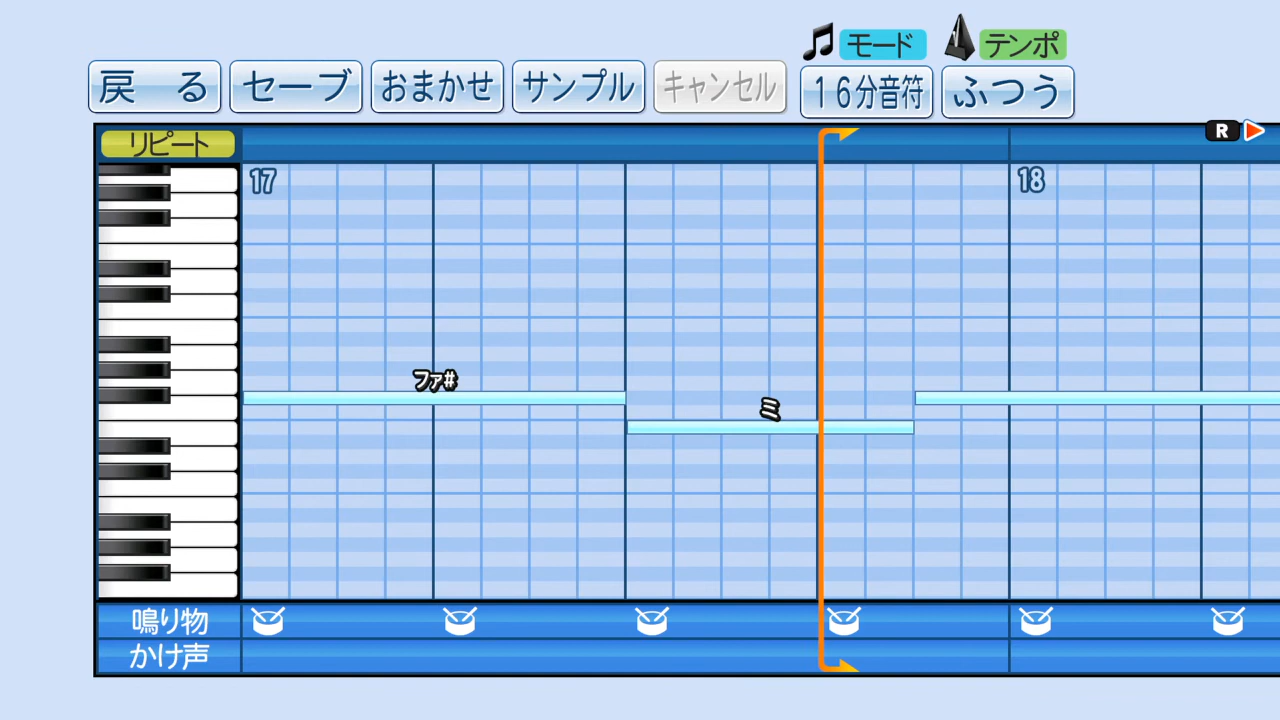 モード テンポ
戻 る セーブ おまかせ サンプル キャンセル 16分音符 ふつう
リピート R
17 18
ファ#
ミ
鳴り物
かけ声